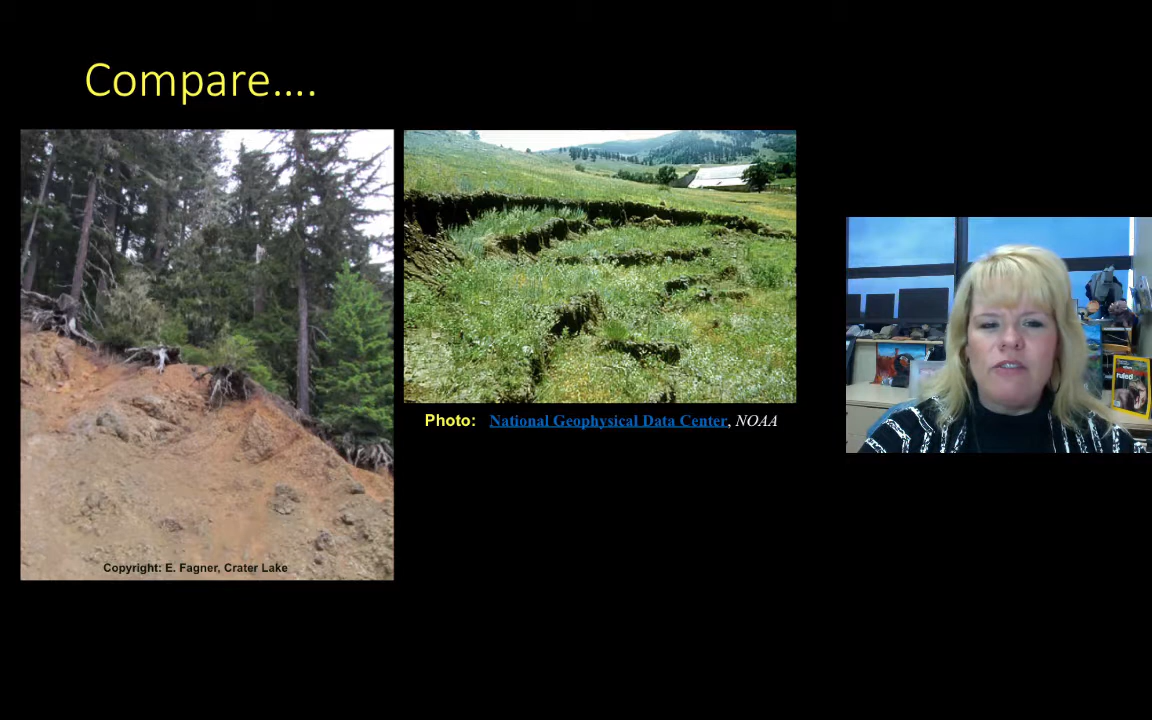 Compare....
Photo: National Geophysical Data Center, NOAA
Copyright: E. Fagner, Crater Lake